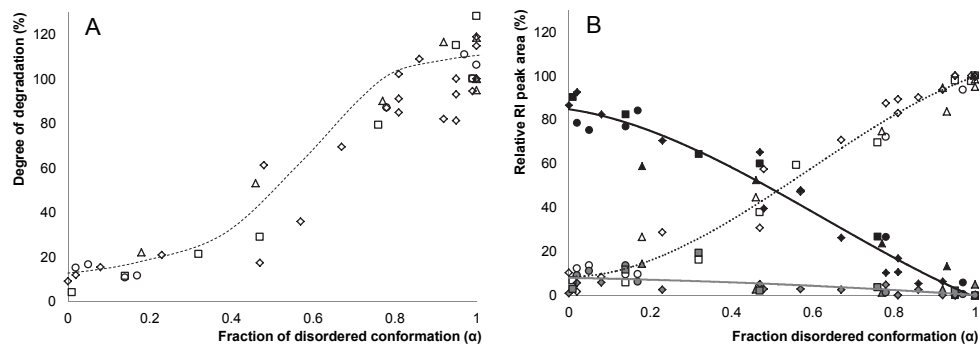 A
Degree of degradation (%)
120
100
80
60
40
20
0
0 0.2 0.4 0.6 0.8 1
Fraction of disordered conformation (α)
B
Relative RI peak area (%)
120
100
80
60
40
20
0
0 0.2 0.4 0.6 0.8 1
Fraction disordered conformation (α)